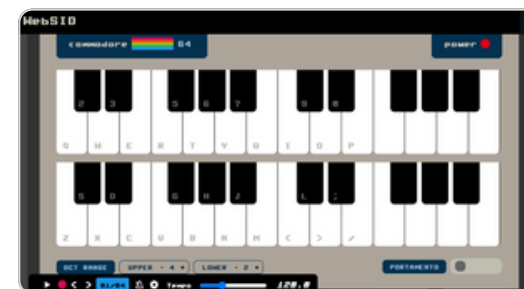 WebSID
commodore 64 power
2 3 5 6 7 9 0
Q W E R T Y U I O P
S D G H J L ;
Z X C V B N M < > /
OCT RANGE UPPER - 4 + LOWER - 2 + PORTAMENTO
01/04 Tempo 120.0